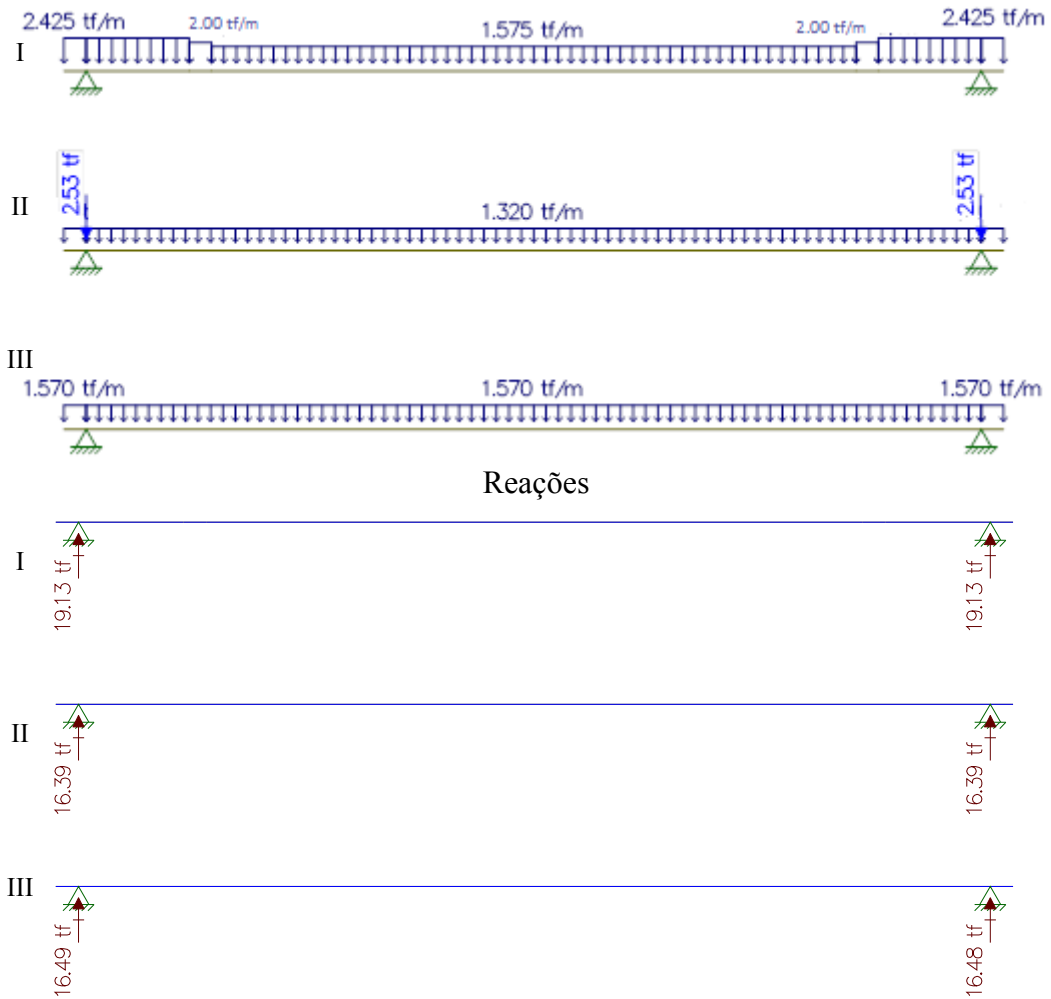 2.425 tf/m 2.00 tf/m 1.575 tf/m 2.00 tf/m 2.425 tf/m
I
2.53 tf 2.53 tf
II 1.320 tf/m
III
1.570 tf/m 1.570 tf/m 1.570 tf/m
Reações
I
19.13 tf 19.13 tf
II
16.39 tf 16.39 tf
III
16.49 tf 16.48 tf